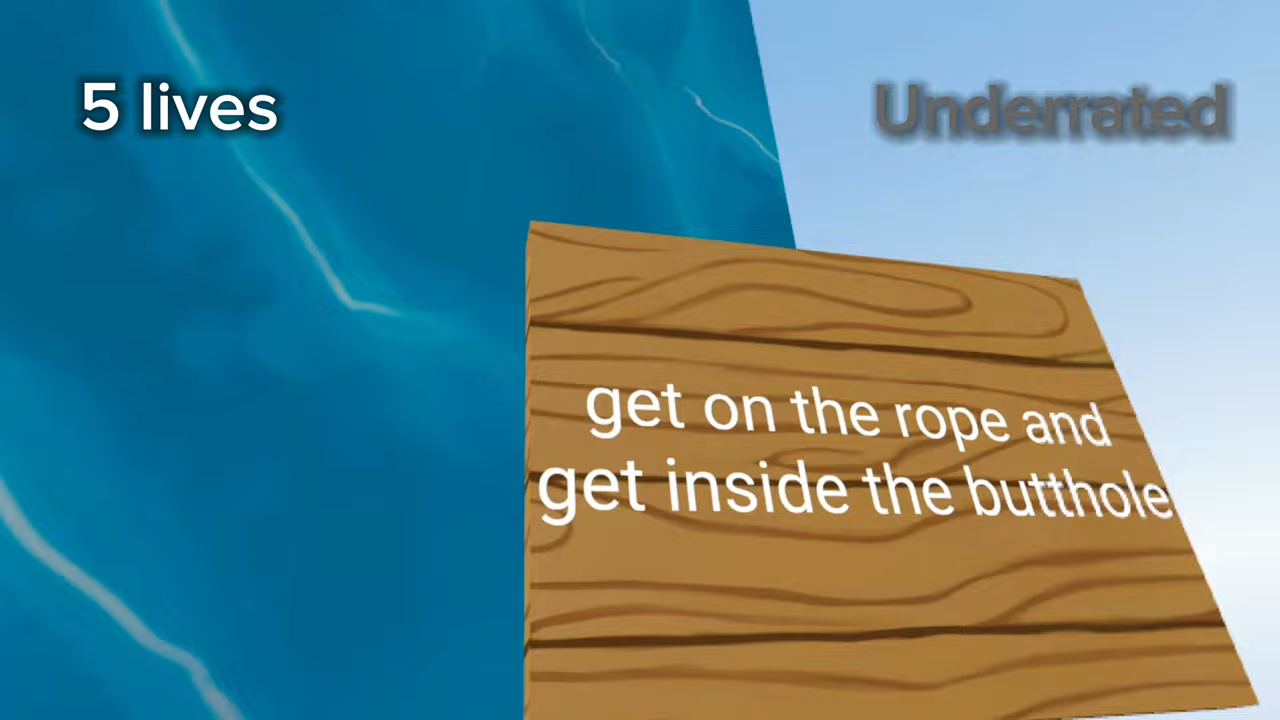 5 lives
Underrated
get on the rope and
get inside the butthole